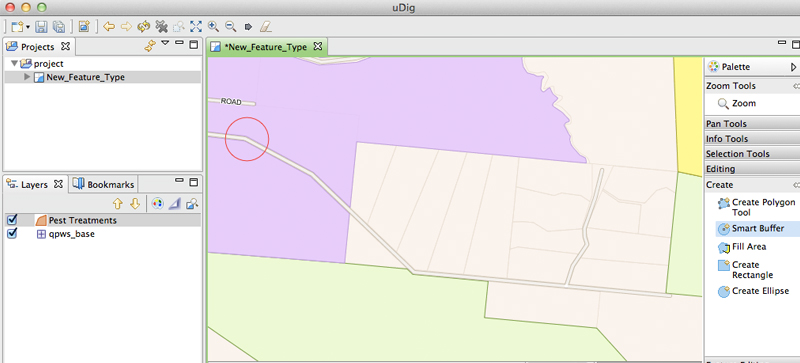 uDig
Projects
project
New_Feature_Type
Layers
Bookmarks
Pest Treatments
qpws_base
*New_Feature_Type
ROAD
Palette
Zoom Tools
Zoom
Pan Tools
Info Tools
Selection Tools
Editing
Create
Create Polygon
Tool
Smart Buffer
Fill Area
Create
Rectangle
Create Ellipse